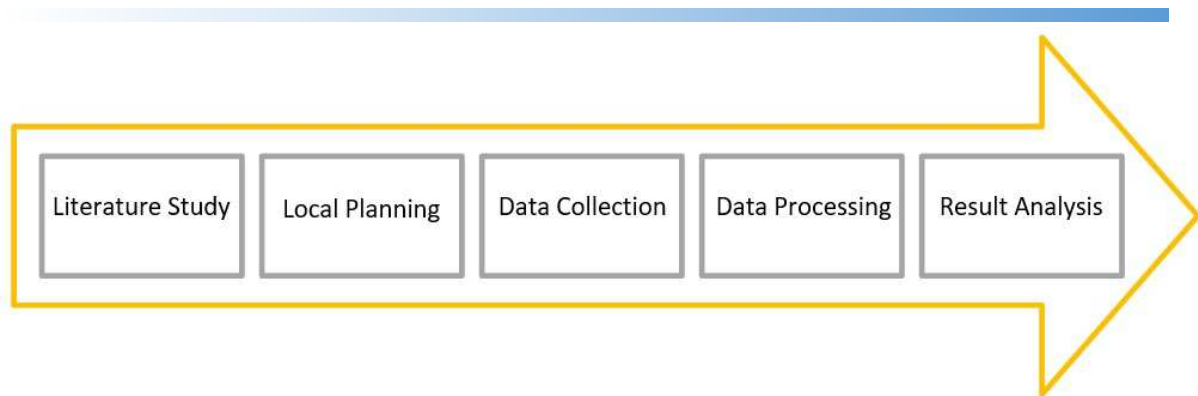 Literature Study
Local Planning
Data Collection
Data Processing
Result Analysis